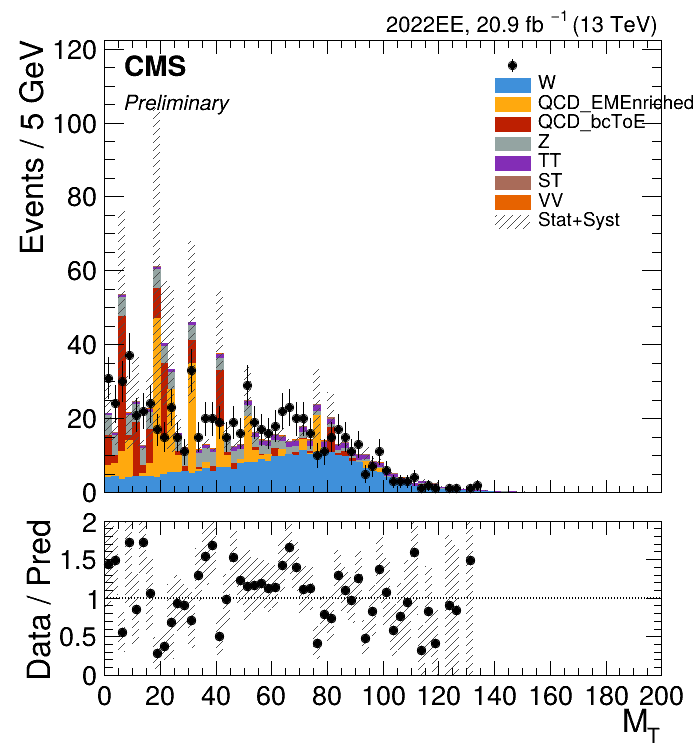 2022EE, 20.9 fb⁻¹ (13 TeV)
Events / 5 GeV
120
100
80
60
40
20
0
CMS
Preliminary
W
QCD_EMEnriched
QCD_bcToE
Z
TT
ST
VV
Stat+Syst
Data / Pred
2
1.5
1
0.5
0
0 20 40 60 80 100 120 140 160 180 200
M_T